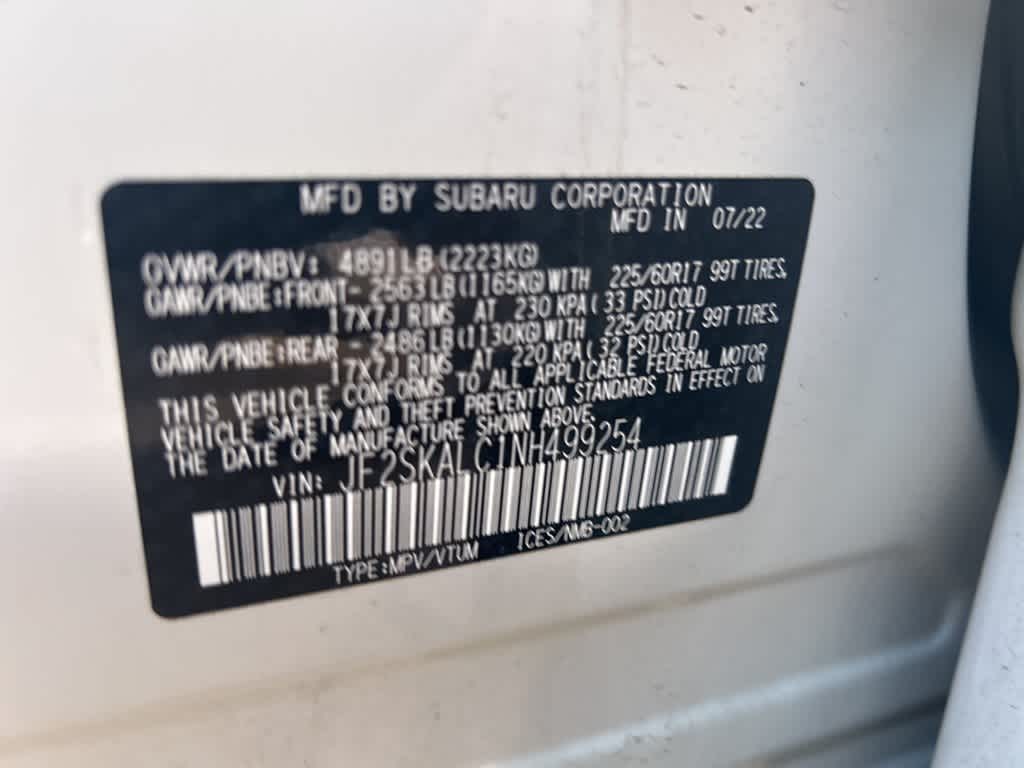 MFD BY SUBARU CORPORATION
MFD IN 07/22
GVWR/PNBV: 4891LB(2223KG)
GAWR/PNBE:FRONT- 2563LB(1165KG)WITH 225/60R17 99T TIRES,
17X7J RIMS AT 230 KPA(33 PSI)COLD
GAWR/PNBE:REAR - 2486LB(1130KG)WITH 225/60R17 99T TIRES,
17X7J RIMS AT 220 KPA(32 PSI)COLD
THIS VEHICLE CONFORMS TO ALL APPLICABLE FEDERAL MOTOR
VEHICLE SAFETY AND THEFT PREVENTION STANDARDS IN EFFECT ON
THE DATE OF MANUFACTURE SHOWN ABOVE.
VIN: JF2SKALC1NH499254
TYPE:MPV/VTUM ICES/NMB-002